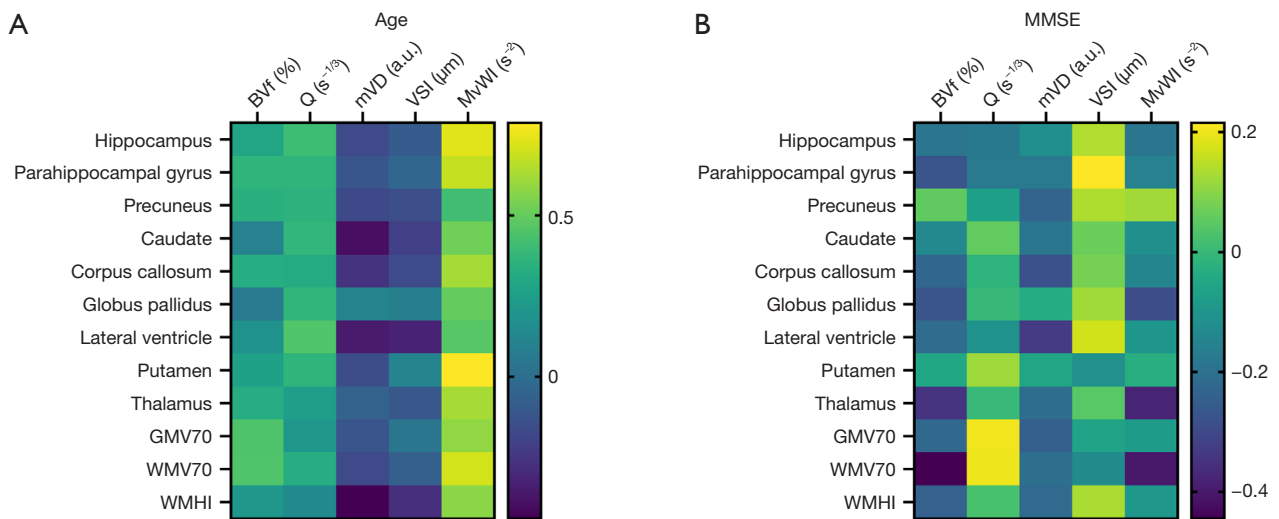 A
Age
BVf (%)
Q (s⁻¹/³)
mVD (a.u.)
VSI (µm)
MvWI (s⁻²)
Hippocampus
Parahippocampal gyrus
Precuneus
Caudate
Corpus callosum
Globus pallidus
Lateral ventricle
Putamen
Thalamus
GMV70
WMV70
WMHI
0.5
0
B
MMSE
BVf (%)
Q (s⁻¹/³)
mVD (a.u.)
VSI (µm)
MvWI (s⁻²)
Hippocampus
Parahippocampal gyrus
Precuneus
Caudate
Corpus callosum
Globus pallidus
Lateral ventricle
Putamen
Thalamus
GMV70
WMV70
WMHI
0.2
0
−0.2
−0.4